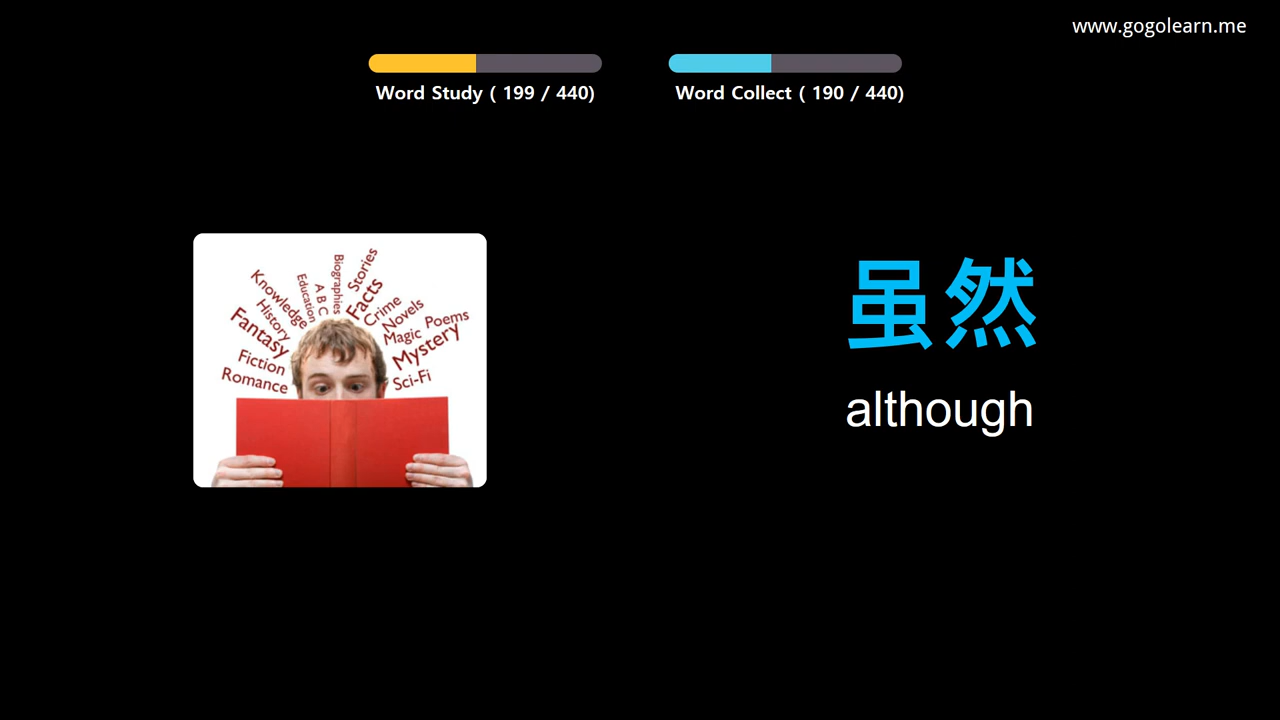 www.gogolearn.me
Word Study ( 199 / 440)
Word Collect ( 190 / 440)
Knowledge
History
Fantasy
Fiction
Romance
Education
A B C
Biographies
Stories
Facts
Crime
Novels
Magic
Poems
Mystery
Sci-Fi
虽然
although